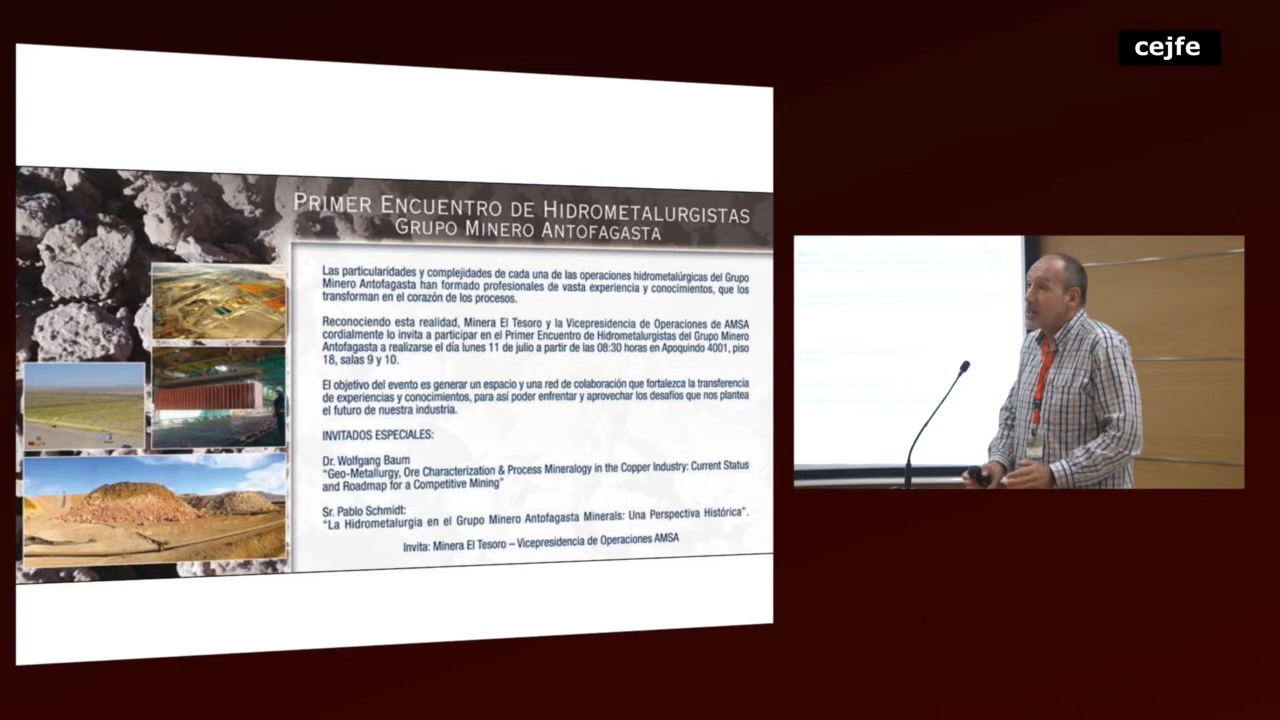 cejfe
PRIMER ENCUENTRO DE HIDROMETALURGISTAS
GRUPO MINERO ANTOFAGASTA
Las particularidades y complejidades de cada una de las operaciones hidrometalúrgicas del Grupo
Minero Antofagasta han formado profesionales de vasta experiencia y conocimientos, que los
transforman en el corazón de los procesos.
Reconociendo esta realidad, Minera El Tesoro y la Vicepresidencia de Operaciones de AMSA
cordialmente lo invita a participar en el Primer Encuentro de Hidrometalurgistas del Grupo Minero
Antofagasta a realizarse el día lunes 11 de julio a partir de las 08:30 horas en Apoquindo 4001, piso
18, salas 9 y 10.
El objetivo del evento es generar un espacio y una red de colaboración que fortalezca la transferencia
de experiencias y conocimientos, para así poder enfrentar y aprovechar los desafíos que nos plantea
el futuro de nuestra industria.
INVITADOS ESPECIALES:
Dr. Wolfgang Baum
"Geo-Metallurgy, Ore Characterization & Process Mineralogy in the Copper Industry: Current Status
and Roadmap for a Competitive Mining"
Sr. Pablo Schmidt:
"La Hidrometalurgia en el Grupo Minero Antofagasta Minerals: Una Perspectiva Histórica".
Invita: Minera El Tesoro – Vicepresidencia de Operaciones AMSA